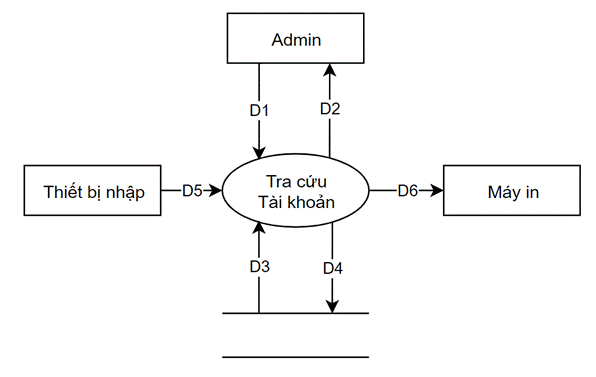 Admin
D1
D2
Thiết bị nhập
D5
Tra cứu
Tài khoản
D6
Máy in
D3
D4